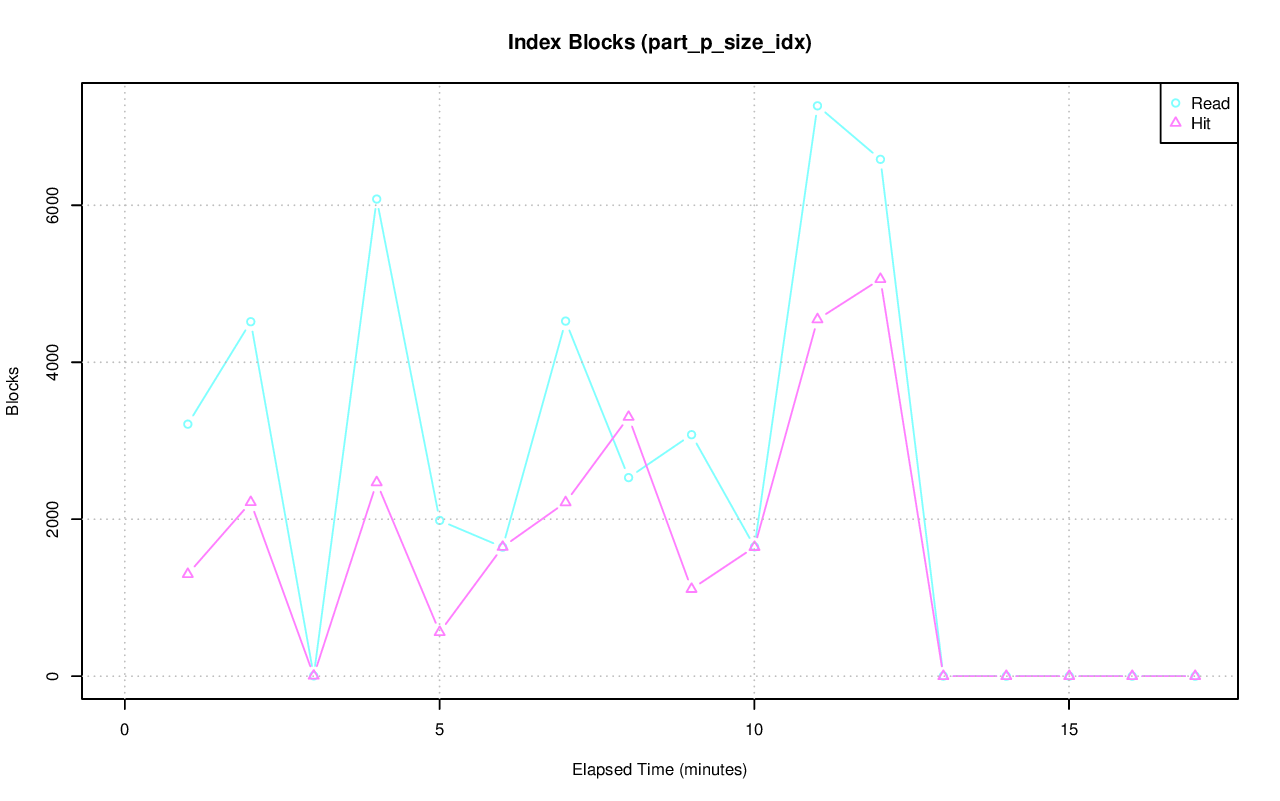 Index Blocks (part_p_size_idx)
Read
Hit
Blocks
6000
4000
2000
0
0 5 10 15
Elapsed Time (minutes)